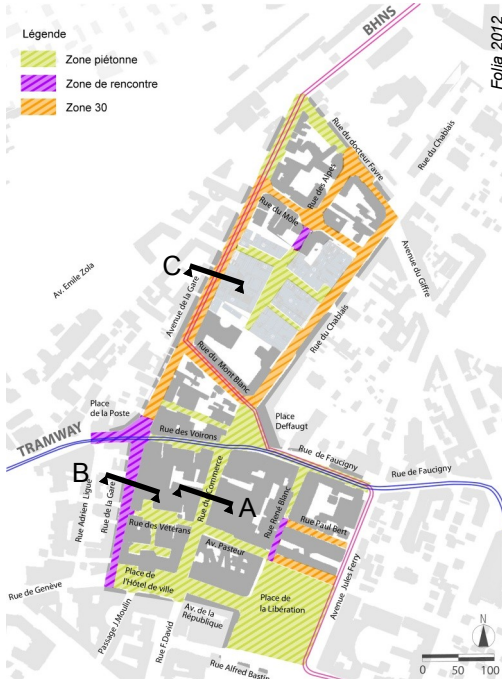 Légende
Zone piétonne
Zone de rencontre
Zone 30
BHNS
Folia 2012
Rue du docteur Favre
Rue du Chablais
Rue des Alpes
Rue du Môle
Avenue du Giffre
C
Av. Emile Zola
Avenue de la Gare
Rue du Chablais
Rue du Mont Blanc
Place
de la Poste
Place
Deffaugt
TRAMWAY
Rue des Voirons
Rue de Faucigny
Rue de Faucigny
B
A
Rue Adrien Ligue
Rue de la Gare
Rue du Commerce
Rue René Blanc
Rue des Vétérans
Rue Paul Bert
Av. Pasteur
Avenue Jules Ferry
Place de
l'Hôtel de ville
Rue de Genève
Place de
la Libération
Passage J.Moulin
Rue F.David
Av. de la
République
Rue Alfred Bastin
N
0 50 100